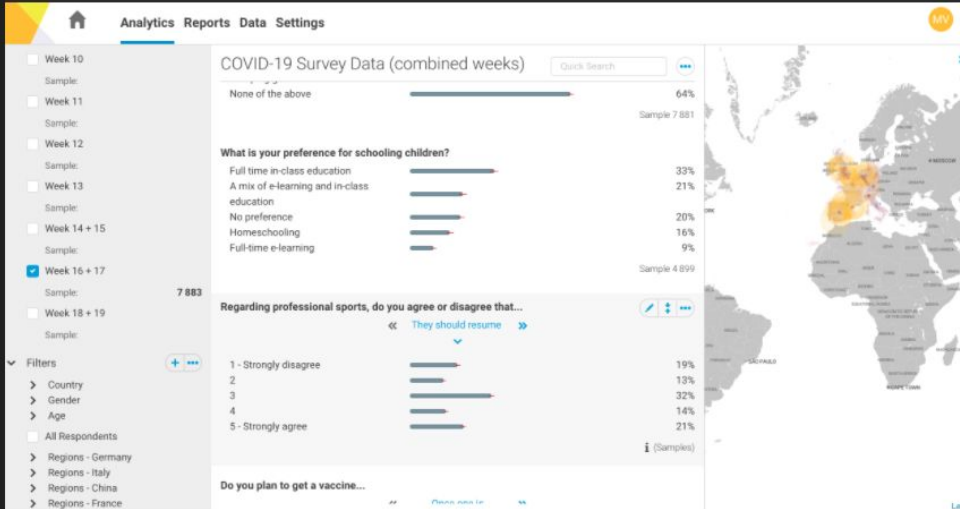 Analytics Reports Data Settings
MV
Week 10
Sample:
Week 11
Sample:
Week 12
Sample:
Week 13
Sample:
Week 14 + 15
Sample:
Week 16 + 17
Sample: 7 883
Week 18 + 19
Sample:
Filters
Country
Gender
Age
All Respondents
Regions - Germany
Regions - Italy
Regions - China
Regions - France
COVID-19 Survey Data (combined weeks)
Quick Search
None of the above 64%
Sample 7 881
What is your preference for schooling children?
Full time in-class education 33%
A mix of e-learning and in-class 21%
education
No preference 20%
Homeschooling 16%
Full-time e-learning 9%
Sample 4 899
Regarding professional sports, do you agree or disagree that...
They should resume
1 - Strongly disagree 19%
2 13%
3 32%
4 14%
5 - Strongly agree 21%
(Samples)
Do you plan to get a vaccine...
MOSCOW
SAO PAULO